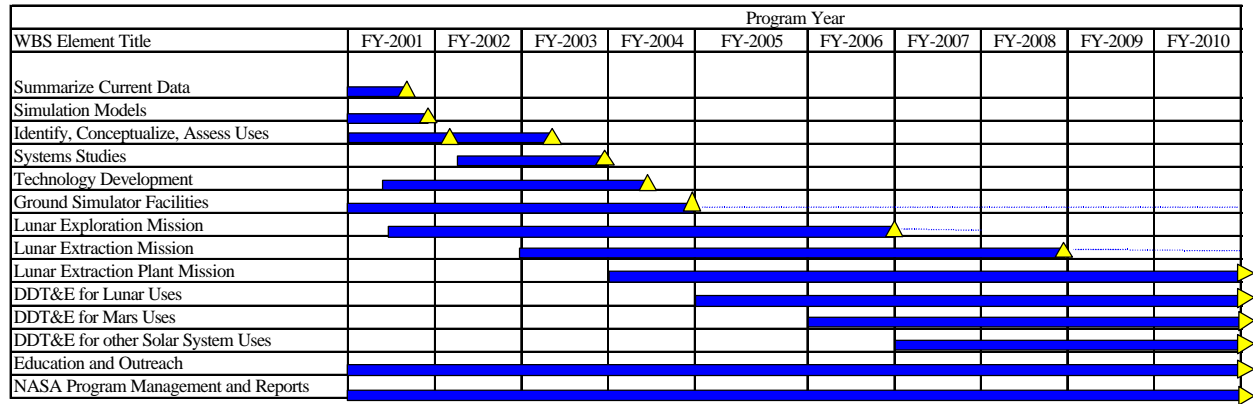 Program Year
WBS Element Title FY-2001 FY-2002 FY-2003 FY-2004 FY-2005 FY-2006 FY-2007 FY-2008 FY-2009 FY-2010
Summarize Current Data
Simulation Models
Identify, Conceptualize, Assess Uses
Systems Studies
Technology Development
Ground Simulator Facilities
Lunar Exploration Mission
Lunar Extraction Mission
Lunar Extraction Plant Mission
DDT&E for Lunar Uses
DDT&E for Mars Uses
DDT&E for other Solar System Uses
Education and Outreach
NASA Program Management and Reports